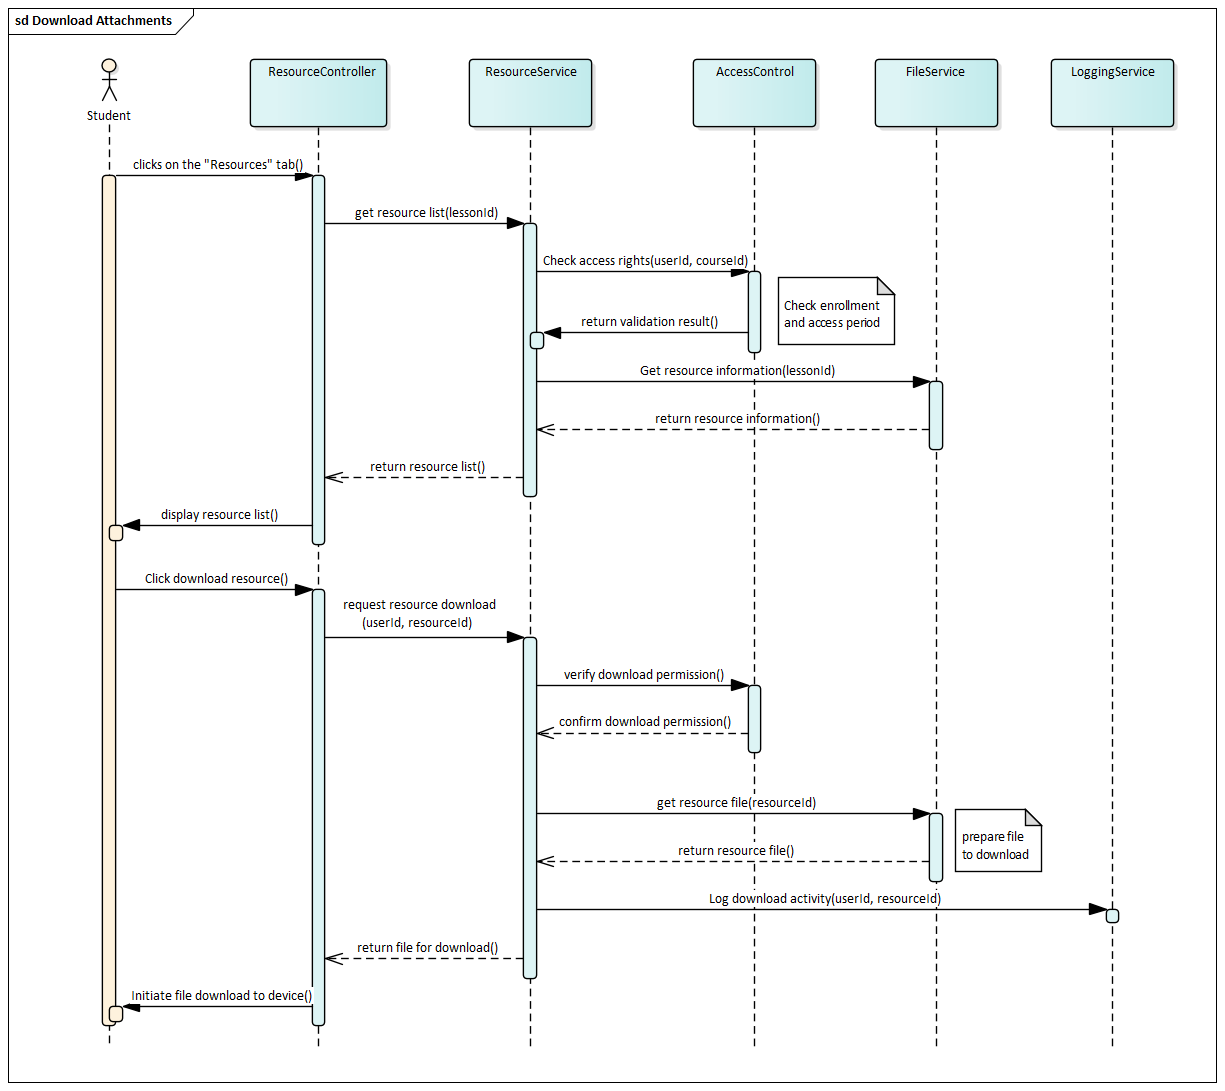 sd Download Attachments
Student
ResourceController
ResourceService
AccessControl
FileService
LoggingService
clicks on the "Resources" tab()
get resource list(lessonId)
Check access rights(userId, courseId)
Check enrollment
and access period
return validation result()
Get resource information(lessonId)
return resource information()
return resource list()
display resource list()
Click download resource()
request resource download
(userId, resourceId)
verify download permission()
confirm download permission()
get resource file(resourceId)
prepare file
to download
return resource file()
Log download activity(userId, resourceId)
return file for download()
Initiate file download to device()